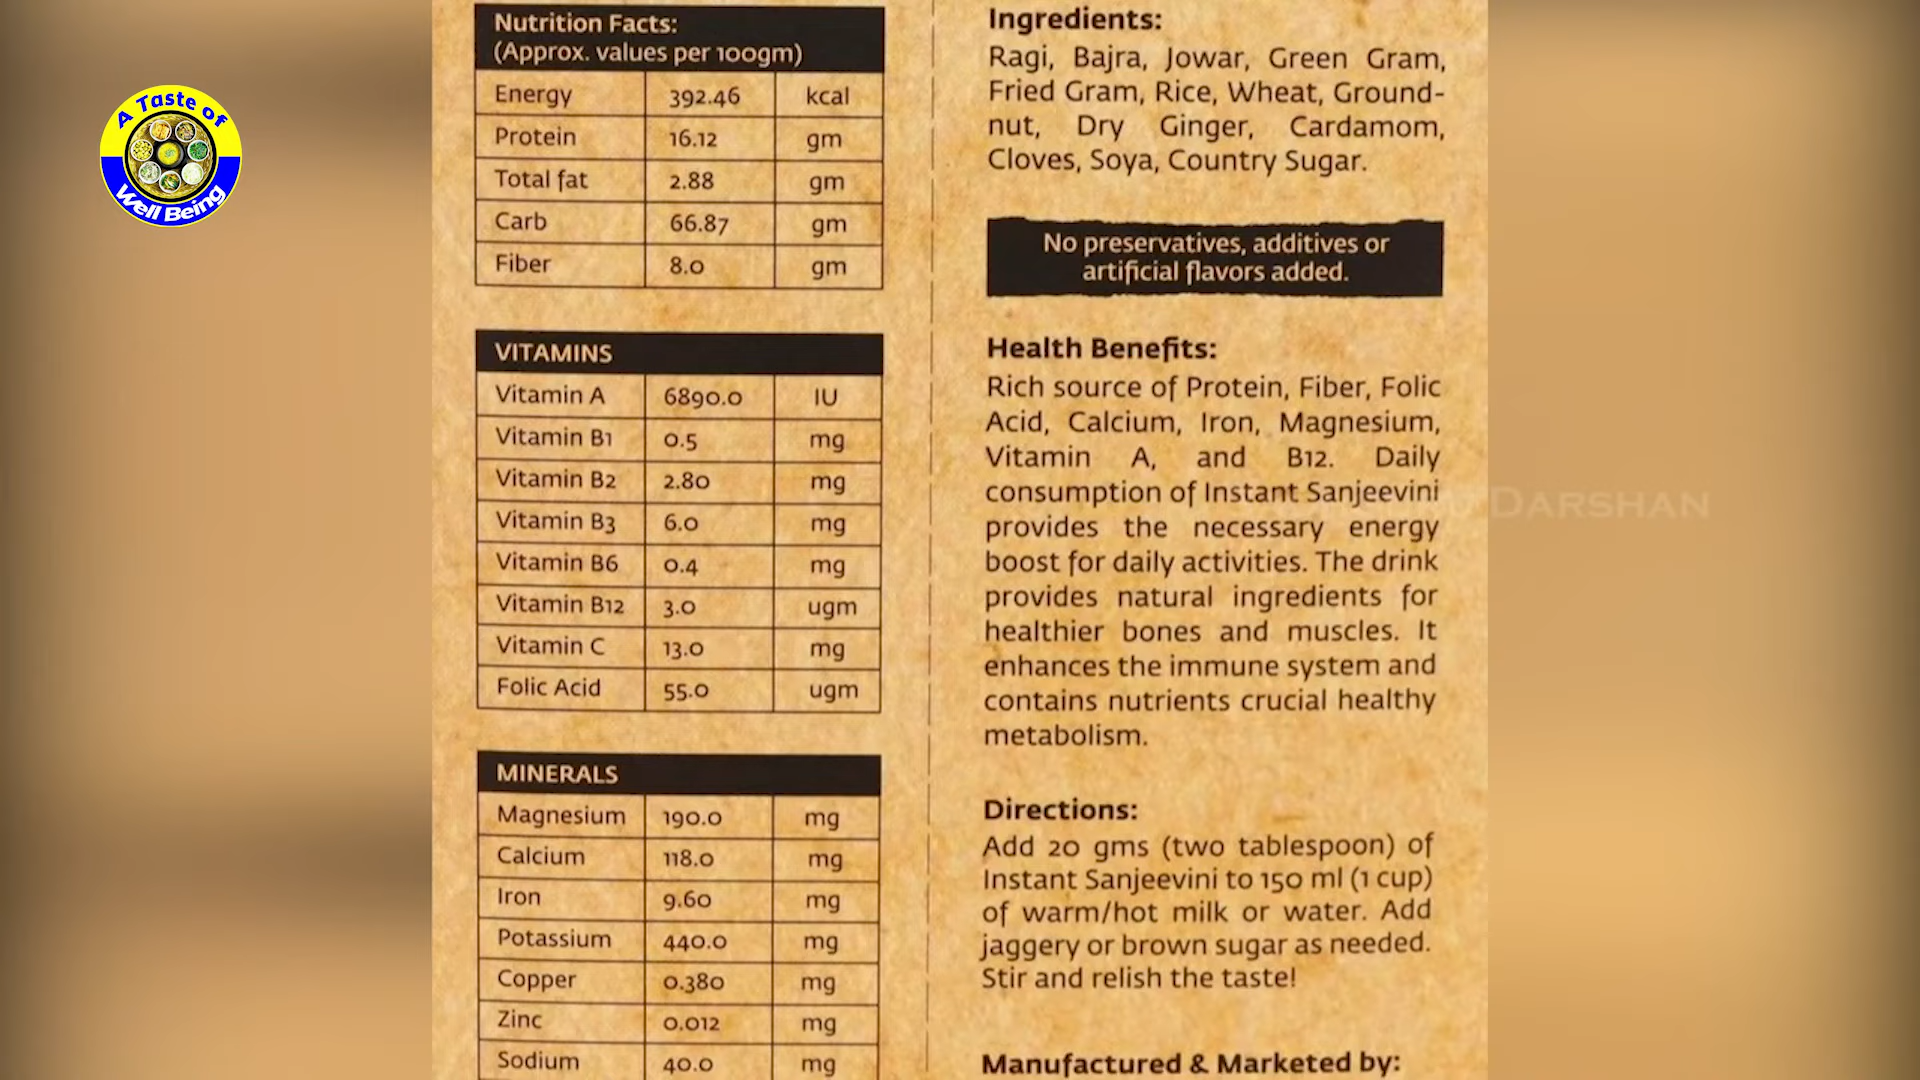 A Taste of
Well Being
Nutrition Facts:
(Approx. values per 100gm)
Energy 392.46 kcal
Protein 16.12 gm
Total fat 2.88 gm
Carb 66.87 gm
Fiber 8.0 gm
VITAMINS
Vitamin A 6890.0 IU
Vitamin B1 0.5 mg
Vitamin B2 2.80 mg
Vitamin B3 6.0 mg
Vitamin B6 0.4 mg
Vitamin B12 3.0 ugm
Vitamin C 13.0 mg
Folic Acid 55.0 ugm
MINERALS
Magnesium 190.0 mg
Calcium 118.0 mg
Iron 9.60 mg
Potassium 440.0 mg
Copper 0.380 mg
Zinc 0.012 mg
Sodium 40.0 mg
Ingredients:
Ragi, Bajra, Jowar, Green Gram,
Fried Gram, Rice, Wheat, Ground-
nut, Dry Ginger, Cardamom,
Cloves, Soya, Country Sugar.
No preservatives, additives or
artificial flavors added.
Health Benefits:
Rich source of Protein, Fiber, Folic
Acid, Calcium, Iron, Magnesium,
Vitamin A, and B12. Daily
consumption of Instant Sanjeevini
provides the necessary energy
boost for daily activities. The drink
provides natural ingredients for
healthier bones and muscles. It
enhances the immune system and
contains nutrients crucial healthy
metabolism.
Directions:
Add 20 gms (two tablespoon) of
Instant Sanjeevini to 150 ml (1 cup)
of warm/hot milk or water. Add
jaggery or brown sugar as needed.
Stir and relish the taste!
Manufactured & Marketed by:
DARSHAN